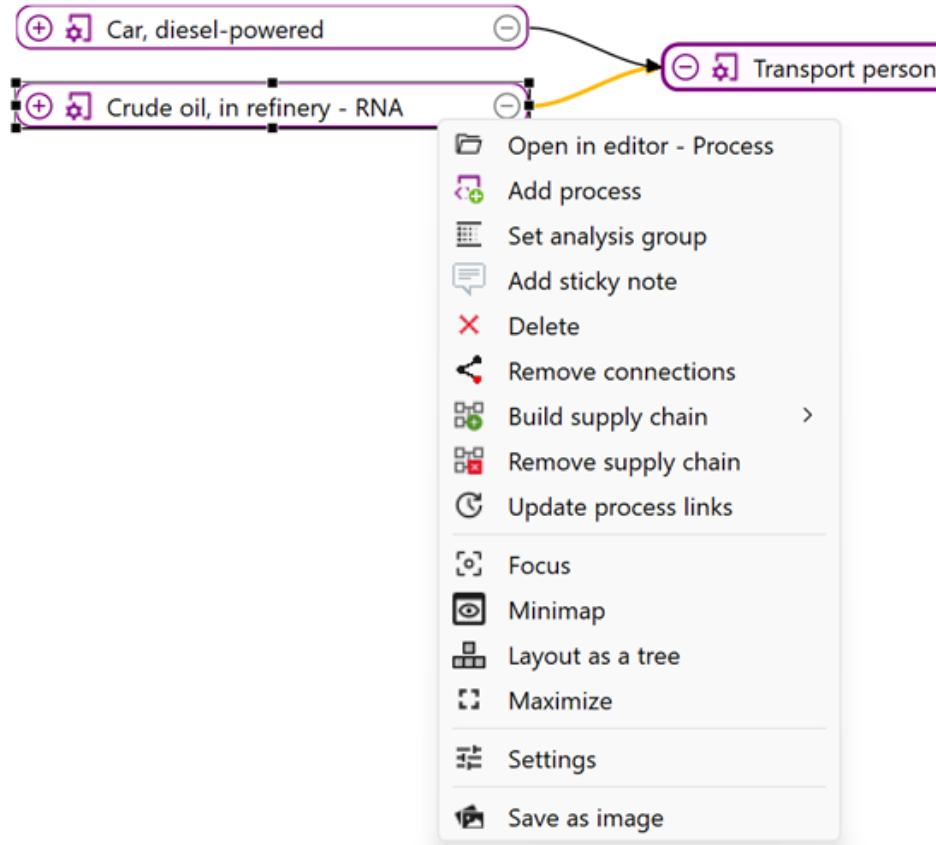 Car, diesel-powered
Transport person
Crude oil, in refinery - RNA
Open in editor - Process
Add process
Set analysis group
Add sticky note
Delete
Remove connections
Build supply chain
Remove supply chain
Update process links
Focus
Minimap
Layout as a tree
Maximize
Settings
Save as image